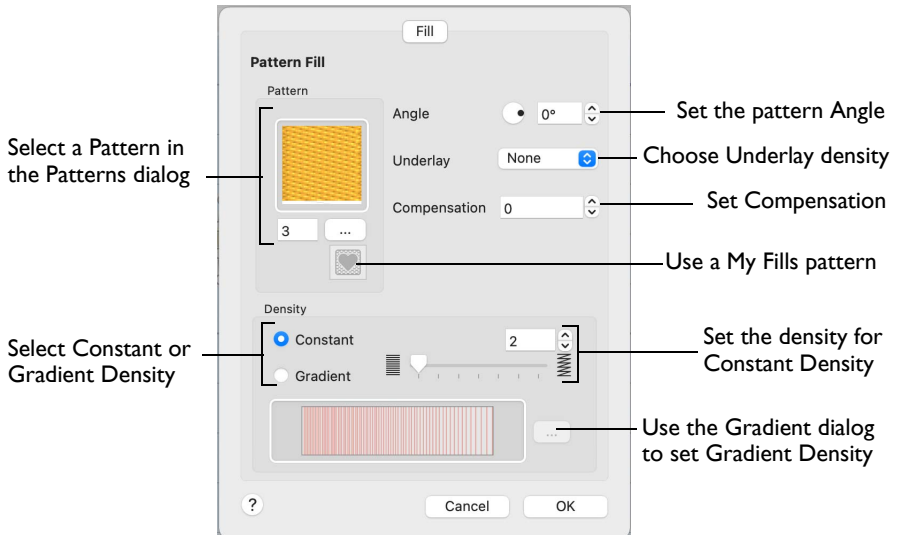 Fill
Pattern Fill
Pattern
Select a Pattern in
the Patterns dialog
3
...
Angle
0°
Set the pattern Angle
Underlay
None
Choose Underlay density
Compensation
0
Set Compensation
Use a My Fills pattern
Density
Select Constant or
Gradient Density
Constant
Gradient
2
Set the density for
Constant Density
...
Use the Gradient dialog
to set Gradient Density
?
Cancel
OK